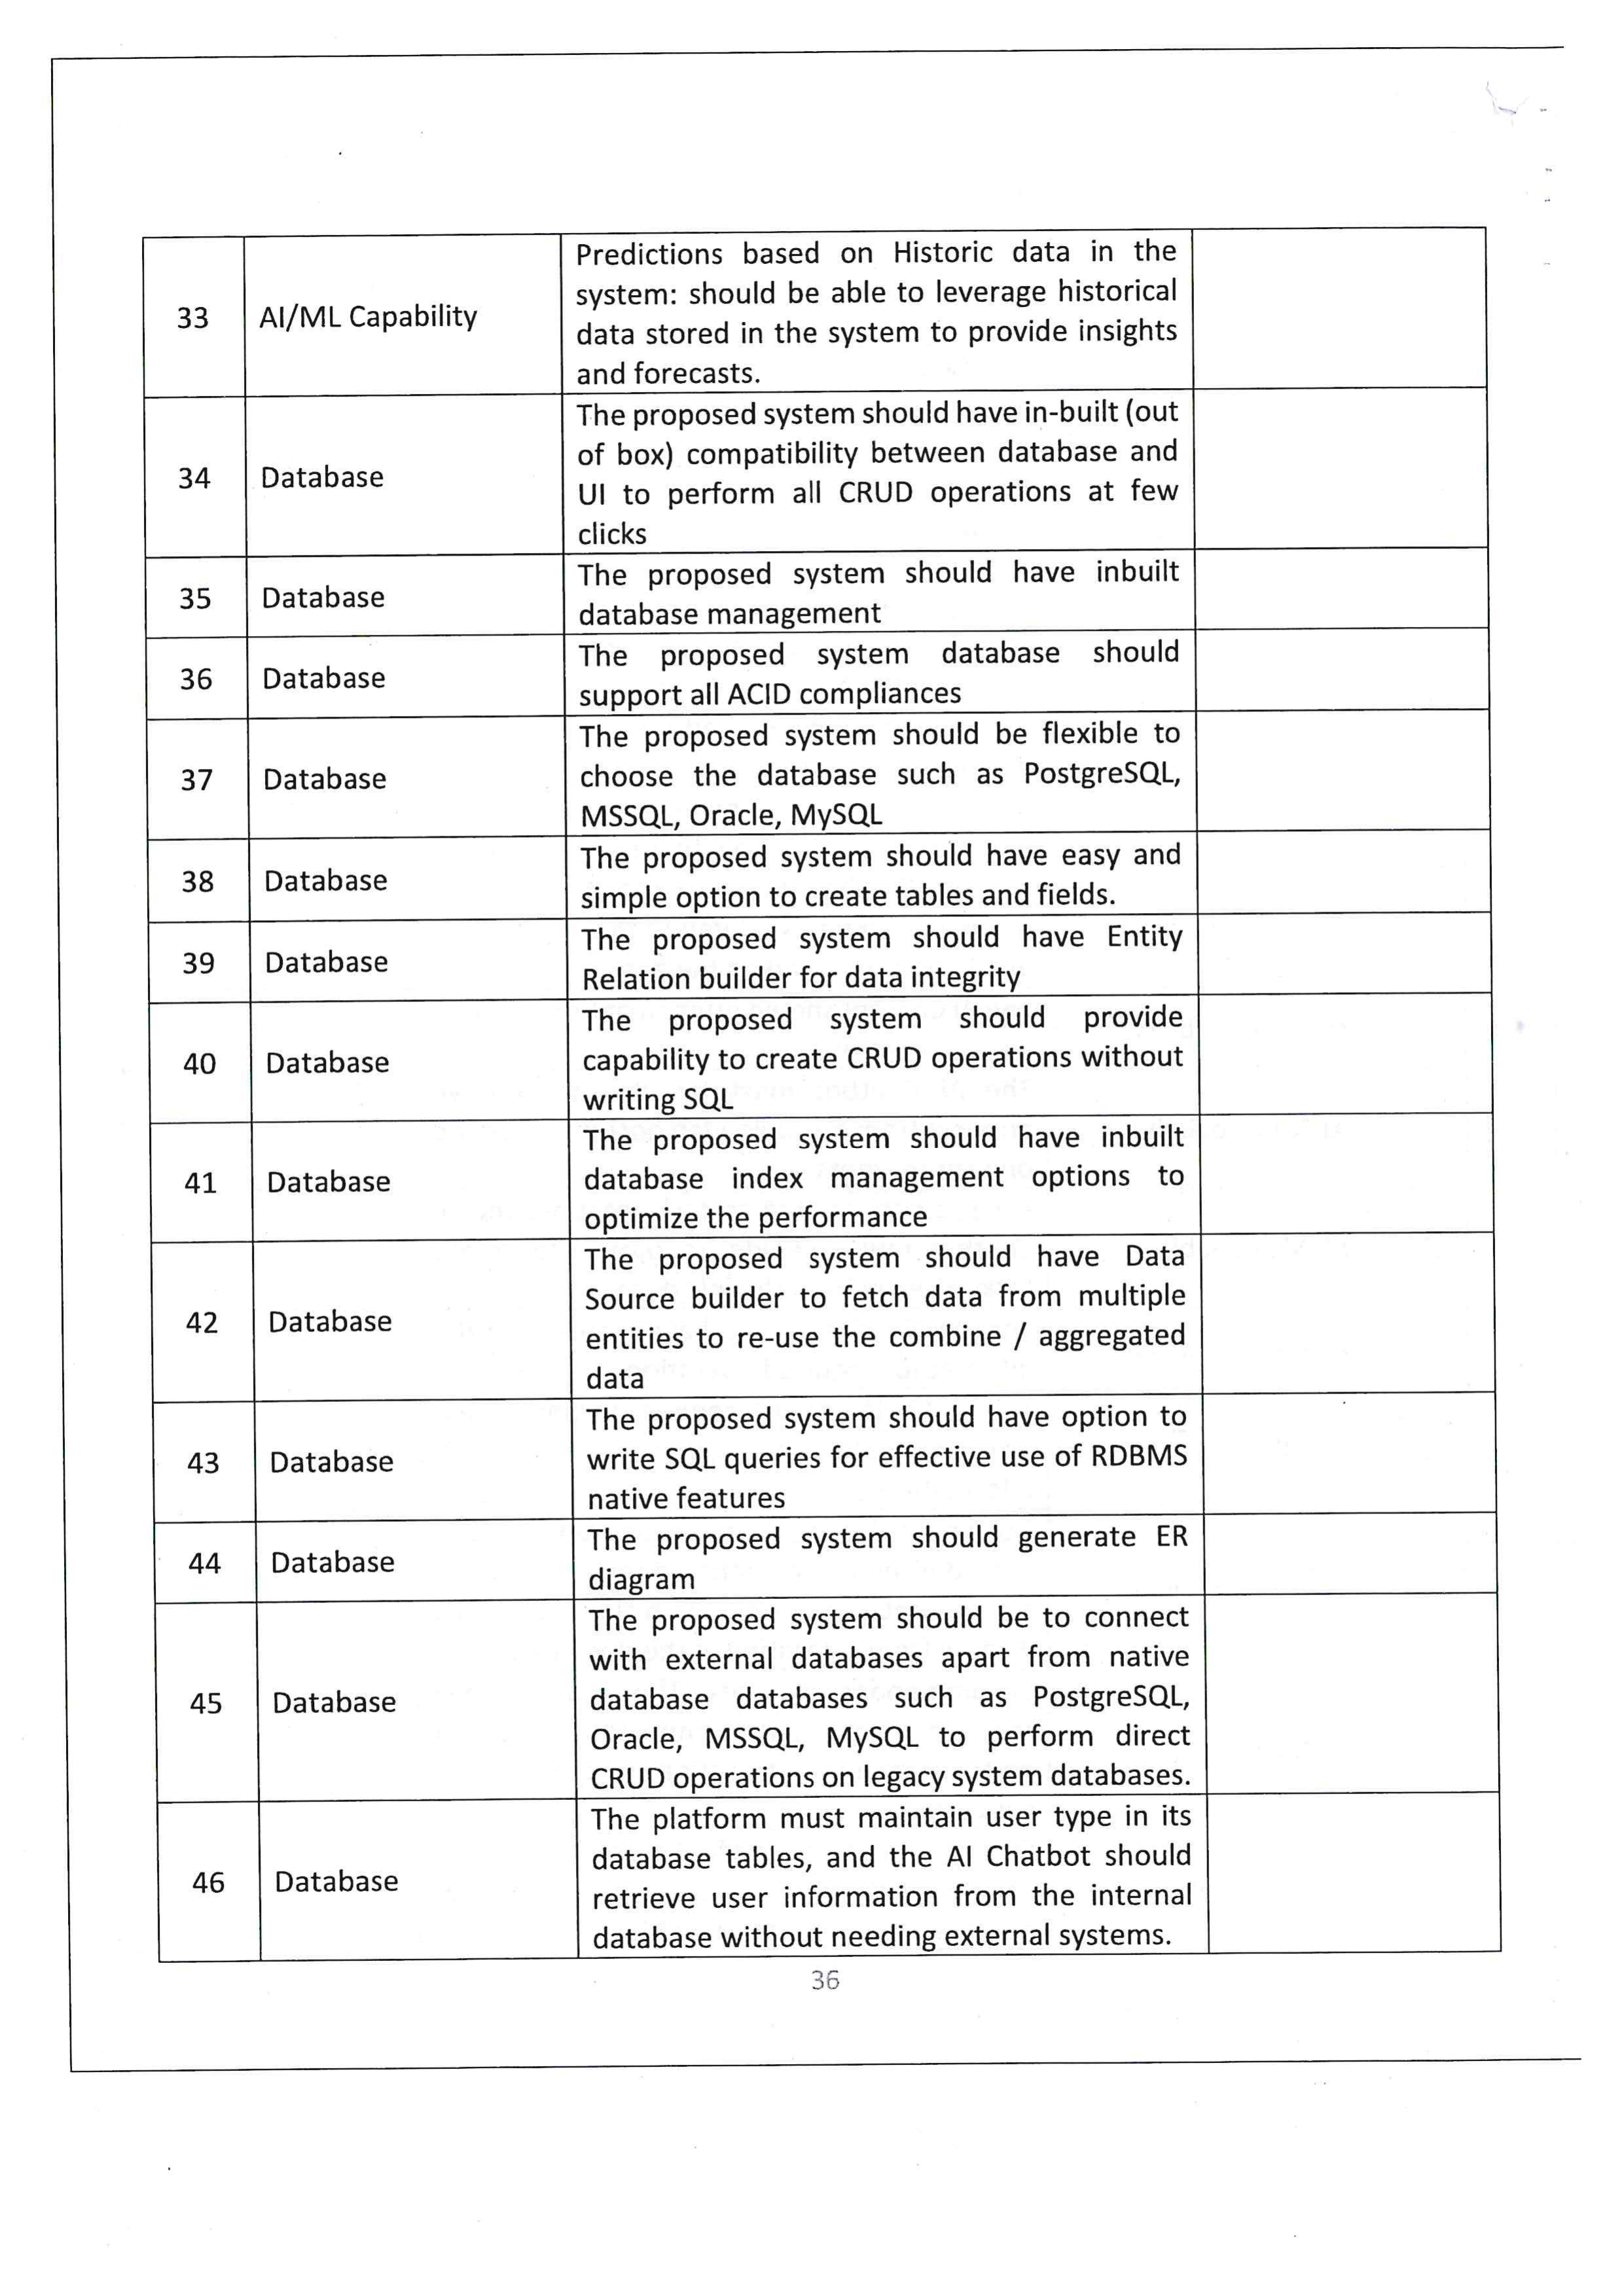 Predictions based on Historic data in the
system: should be able to leverage historical
33 AI/ML Capability
data stored in the system to provide insights
and forecasts.
The proposed system should have in-built (out
of box) compatibility between database and
34 Database
UI to perform all CRUD operations at few
clicks
The proposed system should have inbuilt
35 Database
database management
The proposed system database should
36 Database
support all ACID compliances
The proposed system should be flexible to
37 Database choose the database such as PostgreSQL,
MSSQL, Oracle, MySQL
The proposed system should have easy and
38 Database
simple option to create tables and fields.
The proposed system should have Entity
39 Database
Relation builder for data integrity
The proposed system should provide
40 Database capability to create CRUD operations without
writing SQL
The proposed system should have inbuilt
41 Database database index management options to
optimize the performance
The proposed system should have Data
Source builder to fetch data from multiple
42 Database
entities to re-use the combine / aggregated
data
The proposed system should have option to
43 Database write SQL queries for effective use of RDBMS
native features
The proposed system should generate ER
44 Database
diagram
The proposed system should be to connect
with external databases apart from native
45 Database database databases such as PostgreSQL,
Oracle, MSSQL, MySQL to perform direct
CRUD operations on legacy system databases.
The platform must maintain user type in its
database tables, and the AI Chatbot should
46 Database
retrieve user information from the internal
database without needing external systems.
36